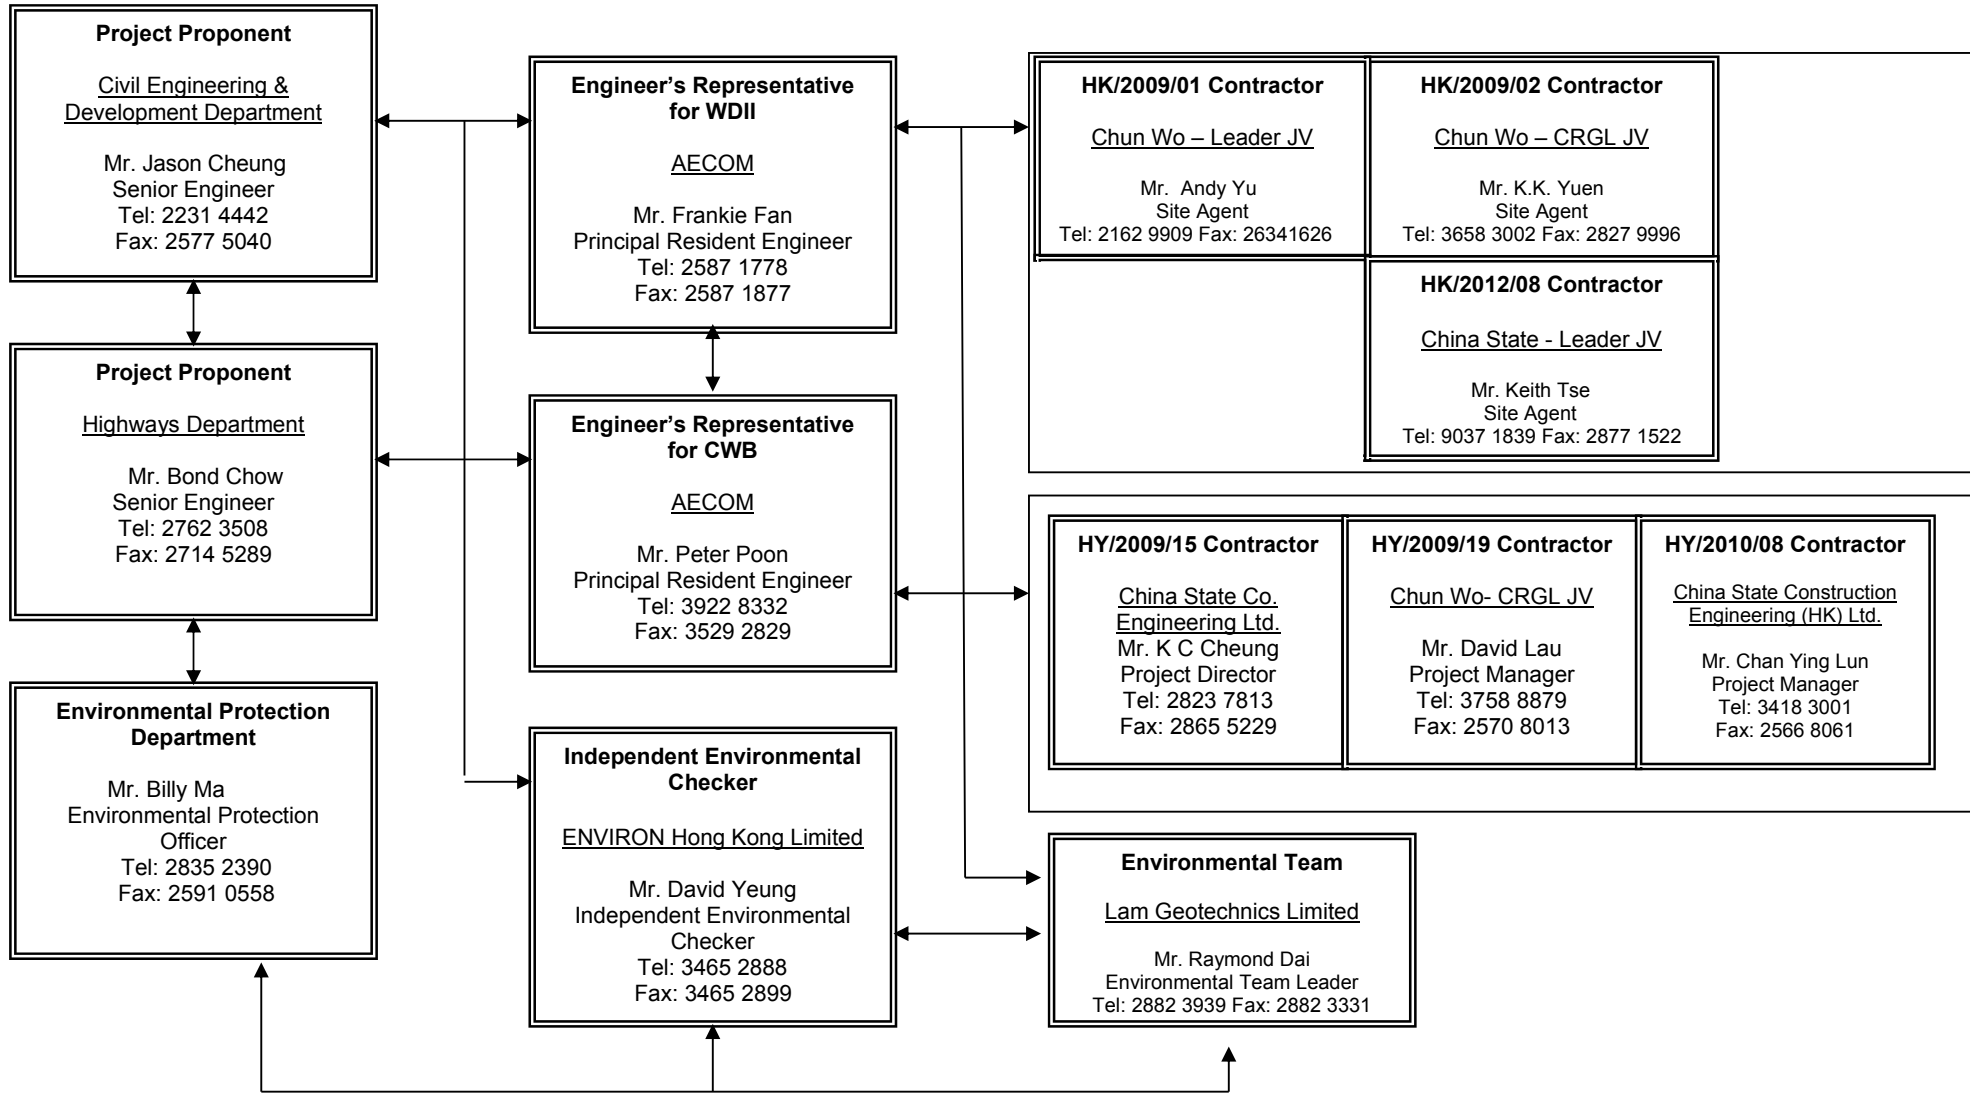 Project Proponent
Civil Engineering &
Development Department
Mr. Jason Cheung
Senior Engineer
Tel: 2231 4442
Fax: 2577 5040
Project Proponent
Highways Department
Mr. Bond Chow
Senior Engineer
Tel: 2762 3508
Fax: 2714 5289
Environmental Protection
Department
Mr. Billy Ma
Environmental Protection
Officer
Tel: 2835 2390
Fax: 2591 0558
Engineer’s Representative
for WDII
AECOM
Mr. Frankie Fan
Principal Resident Engineer
Tel: 2587 1778
Fax: 2587 1877
Engineer’s Representative
for CWB
AECOM
Mr. Peter Poon
Principal Resident Engineer
Tel: 3922 8332
Fax: 3529 2829
Independent Environmental
Checker
ENVIRON Hong Kong Limited
Mr. David Yeung
Independent Environmental
Checker
Tel: 3465 2888
Fax: 3465 2899
HK/2009/01 Contractor
Chun Wo – Leader JV
Mr. Andy Yu
Site Agent
Tel: 2162 9909 Fax: 26341626
HK/2009/02 Contractor
Chun Wo – CRGL JV
Mr. K.K. Yuen
Site Agent
Tel: 3658 3002 Fax: 2827 9996
HK/2012/08 Contractor
China State - Leader JV
Mr. Keith Tse
Site Agent
Tel: 9037 1839 Fax: 2877 1522
HY/2009/15 Contractor
China State Co.
Engineering Ltd.
Mr. K C Cheung
Project Director
Tel: 2823 7813
Fax: 2865 5229
HY/2009/19 Contractor
Chun Wo- CRGL JV
Mr. David Lau
Project Manager
Tel: 3758 8879
Fax: 2570 8013
HY/2010/08 Contractor
China State Construction
Engineering (HK) Ltd.
Mr. Chan Ying Lun
Project Manager
Tel: 3418 3001
Fax: 2566 8061
Environmental Team
Lam Geotechnics Limited
Mr. Raymond Dai
Environmental Team Leader
Tel: 2882 3939 Fax: 2882 3331